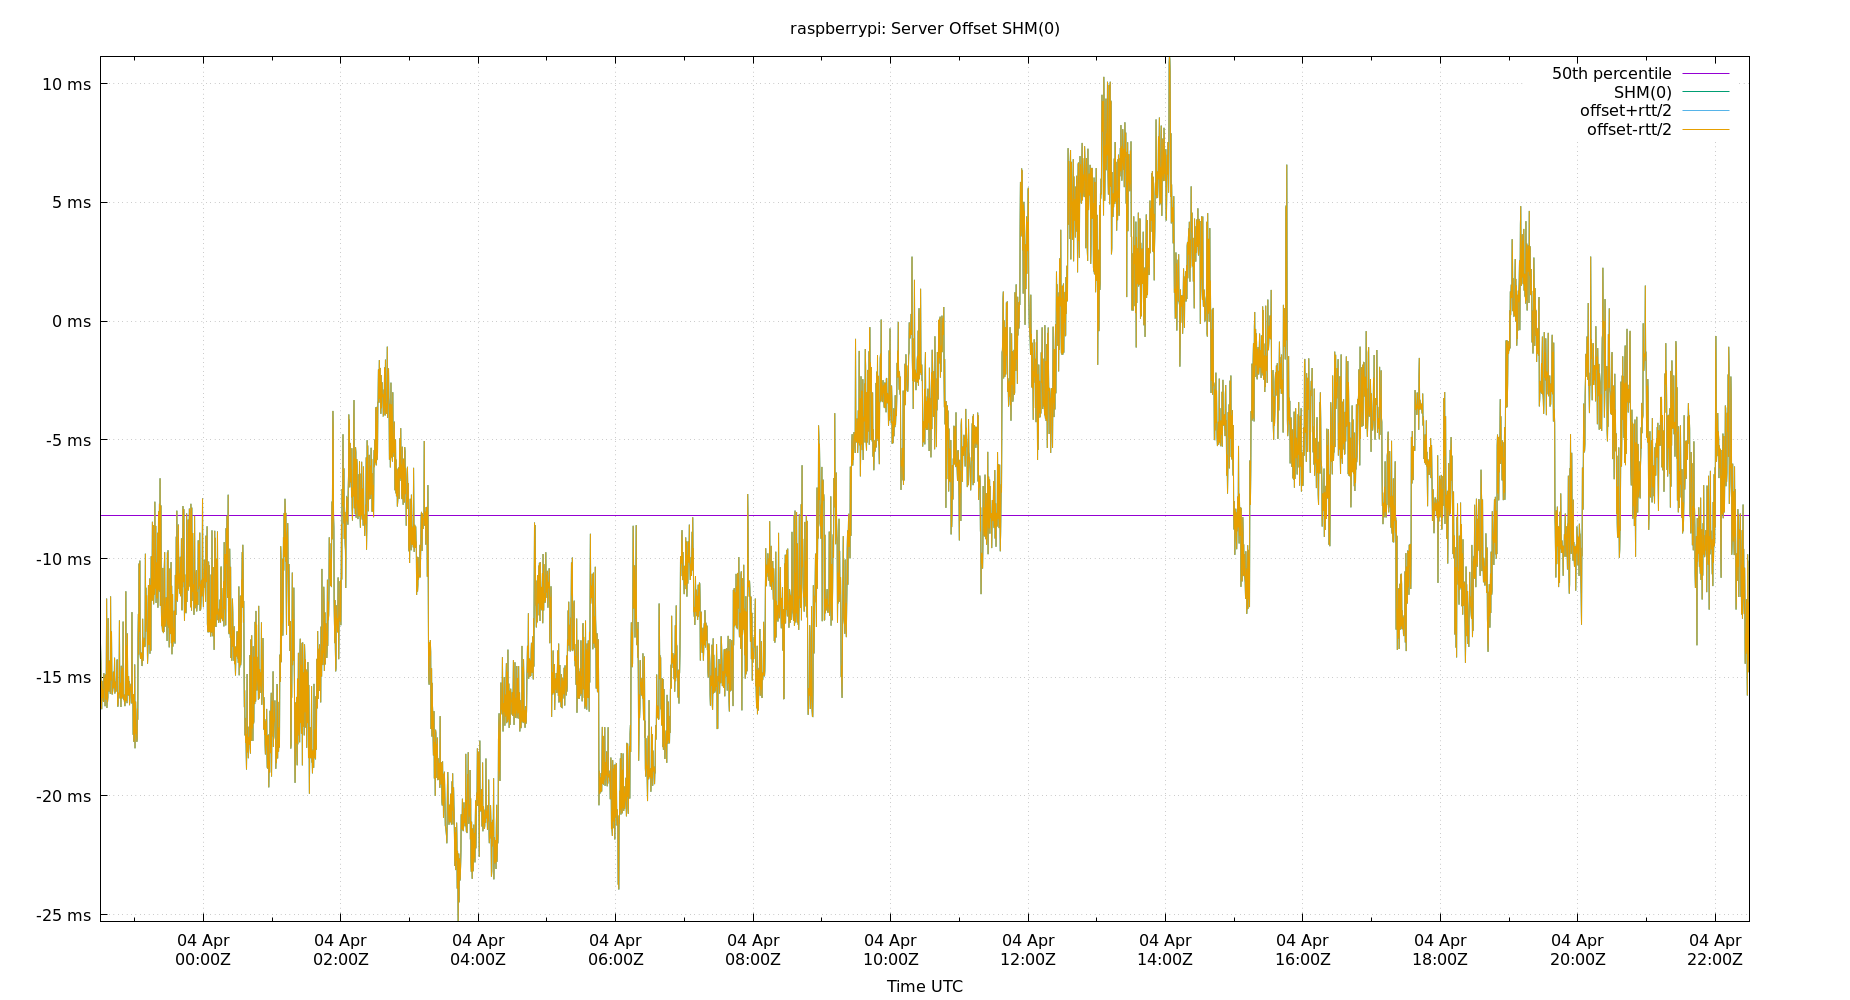 raspberrypi: Server Offset SHM(0)
50th percentile
SHM(0)
offset+rtt/2
offset-rtt/2
10 ms
5 ms
0 ms
-5 ms
-10 ms
-15 ms
-20 ms
-25 ms
04 Apr 04 Apr 04 Apr 04 Apr 04 Apr 04 Apr 04 Apr 04 Apr 04 Apr 04 Apr 04 Apr 04 Apr
00:00Z 02:00Z 04:00Z 06:00Z 08:00Z 10:00Z 12:00Z 14:00Z 16:00Z 18:00Z 20:00Z 22:00Z
Time UTC